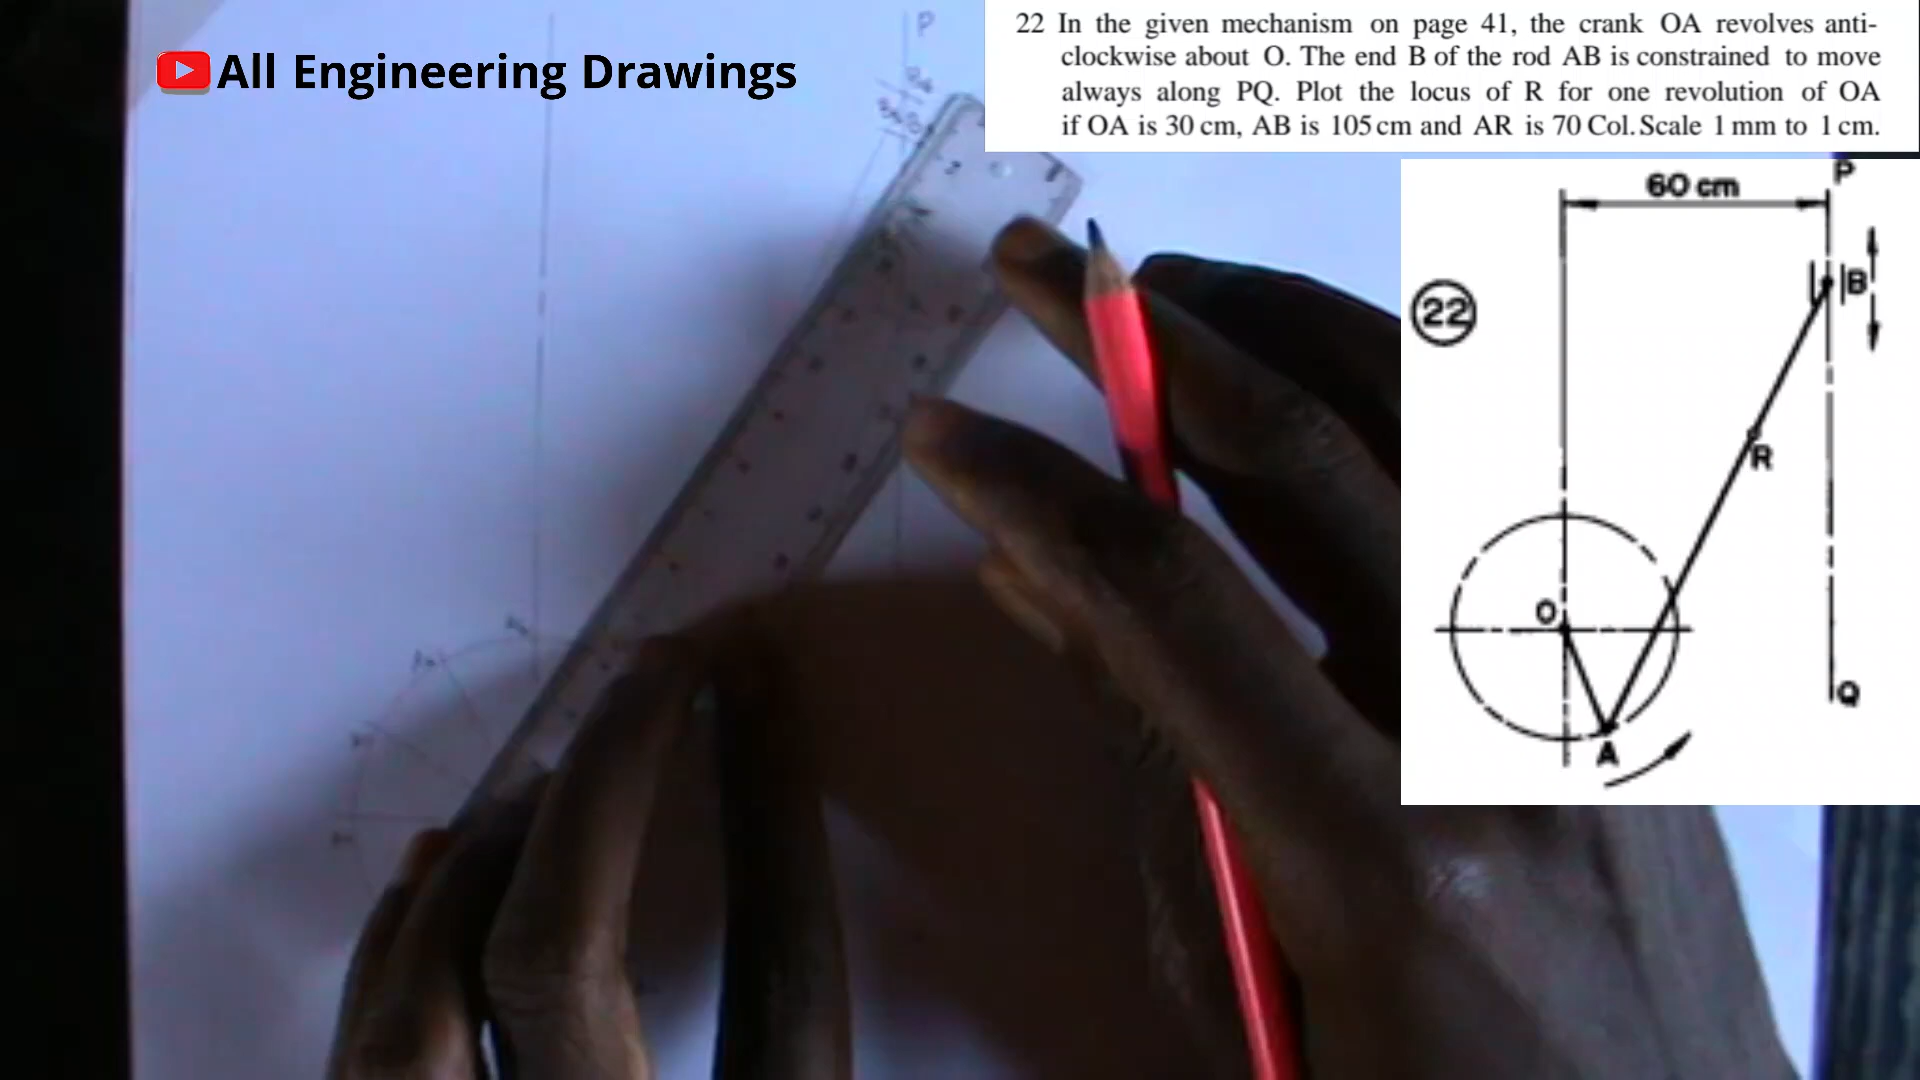 All Engineering Drawings
22 In the given mechanism on page 41, the crank OA revolves anti-
clockwise about O. The end B of the rod AB is constrained to move
always along PQ. Plot the locus of R for one revolution of OA
if OA is 30 cm, AB is 105 cm and AR is 70 Col. Scale 1 mm to 1 cm.
60 cm
P
B
22
R
O
Q
A
P